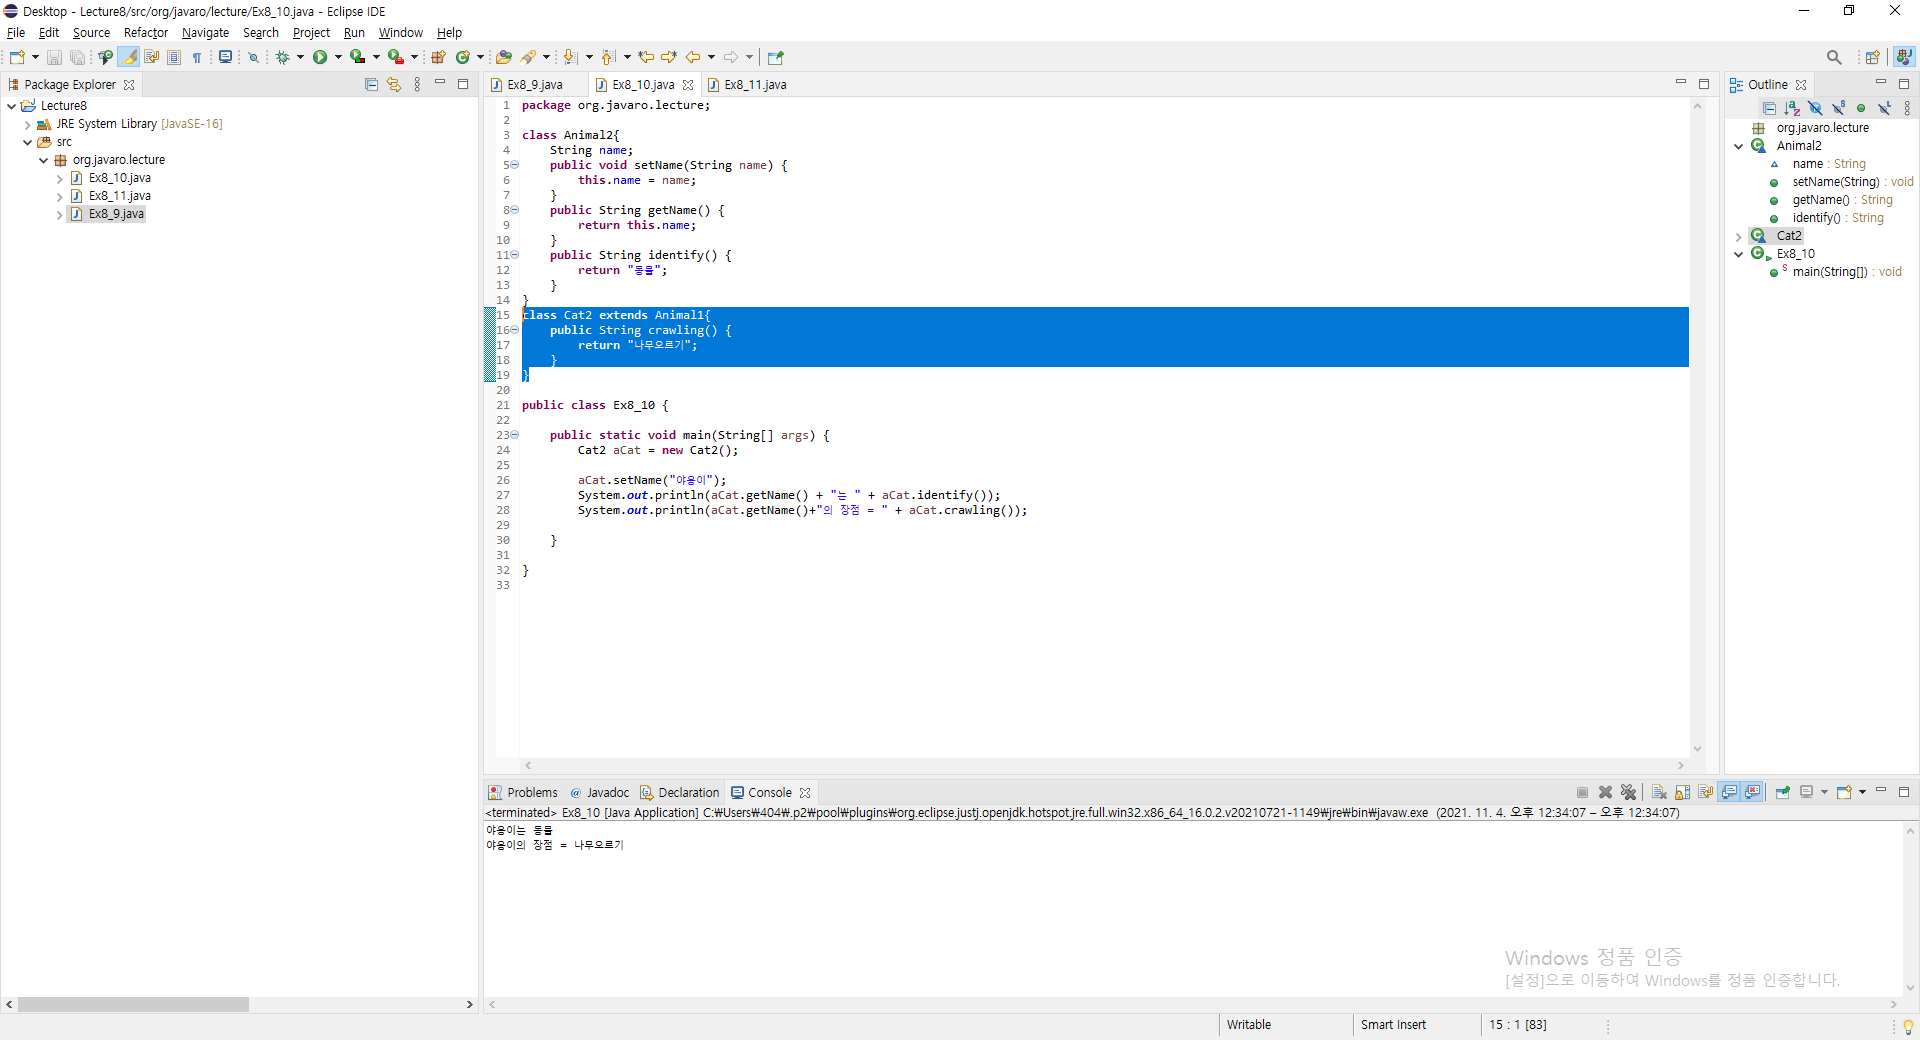 Desktop - Lecture8/src/org/javaro/lecture/Ex8_10.java - Eclipse IDE
File Edit Source Refactor Navigate Search Project Run Window Help
Package Explorer
Lecture8
JRE System Library [JavaSE-16]
src
org.javaro.lecture
Ex8_10.java
Ex8_11.java
Ex8_9.java
Ex8_9.java Ex8_10.java Ex8_11.java
1 package org.javaro.lecture;
2
3 class Animal2{
4 String name;
5 public void setName(String name) {
6 this.name = name;
7 }
8 public String getName() {
9 return this.name;
10 }
11 public String identify() {
12 return "동물";
13 }
14 }
15 class Cat2 extends Animal1{
16 public String crawling() {
17 return "나무오르기";
18 }
19 }
20
21 public class Ex8_10 {
22
23 public static void main(String[] args) {
24 Cat2 aCat = new Cat2();
25
26 aCat.setName("야옹이");
27 System.out.println(aCat.getName() + "는 " + aCat.identify());
28 System.out.println(aCat.getName()+"의 장점 = " + aCat.crawling());
29
30 }
31
32 }
33
Outline
org.javaro.lecture
Animal2
name : String
setName(String) : void
getName() : String
identify() : String
Cat2
Ex8_10
main(String[]) : void
Problems Javadoc Declaration Console
<terminated> Ex8_10 [Java Application] C:₩Users₩404₩.p2₩pool₩plugins₩org.eclipse.justj.openjdk.hotspot.jre.full.win32.x86_64_16.0.2.v20210721-1149₩jre₩bin₩javaw.exe (2021. 11. 4. 오후 12:34:07 – 오후 12:34:07)
야옹이는 동물
야옹이의 장점 = 나무오르기
Windows 정품 인증
[설정]으로 이동하여 Windows를 정품 인증합니다.
Writable Smart Insert 15 : 1 [83]